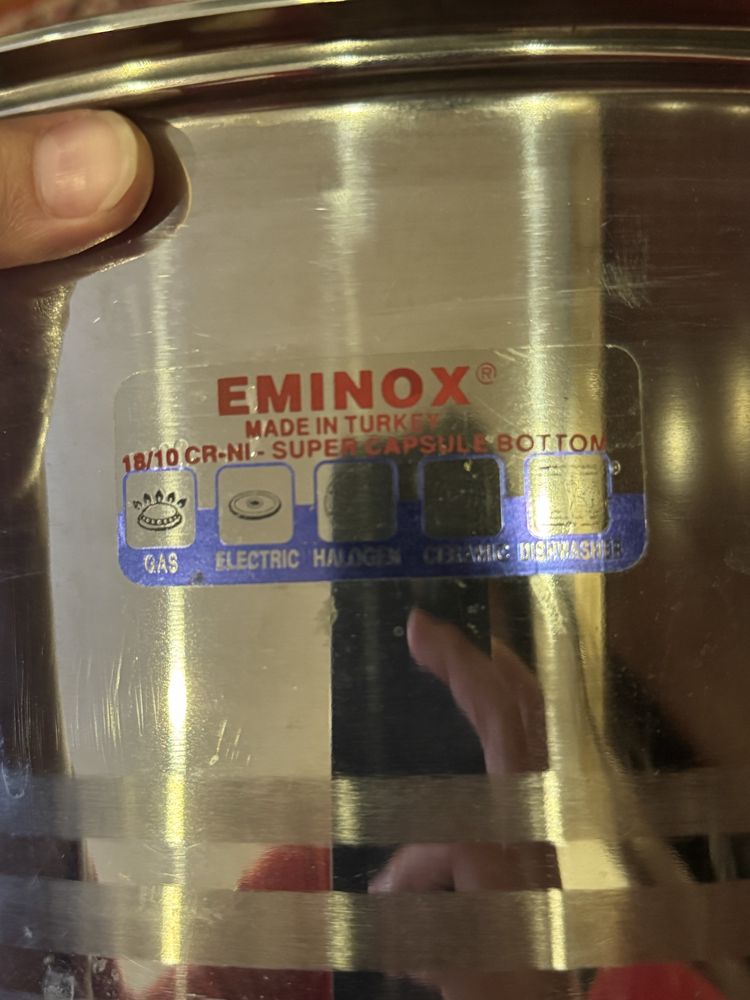 EMINOX®
MADE IN TURKEY
18/10 CR-NI - SUPER CAPSULE BOTTOM
GAS ELECTRIC HALOGEN CERAMIC DISHWASHER